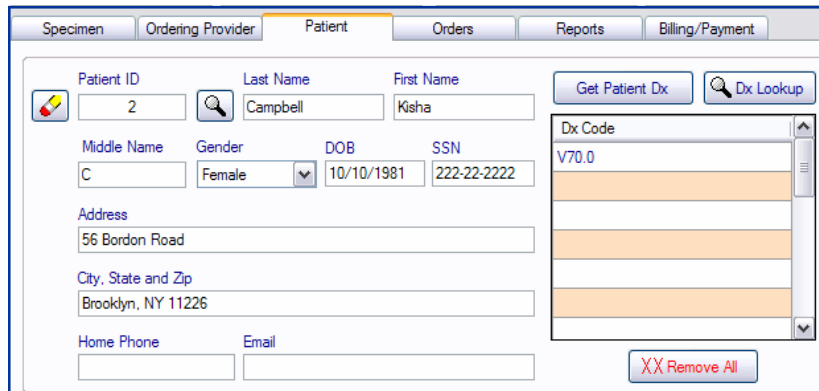 Specimen Ordering Provider Patient Orders Reports Billing/Payment
Patient ID Last Name First Name
2 Campbell Kisha
Get Patient Dx Dx Lookup
Middle Name Gender DOB SSN
C Female 10/10/1981 222-22-2222
Dx Code
V70.0
Address
56 Bordon Road
City, State and Zip
Brooklyn, NY 11226
Home Phone Email
XX Remove All